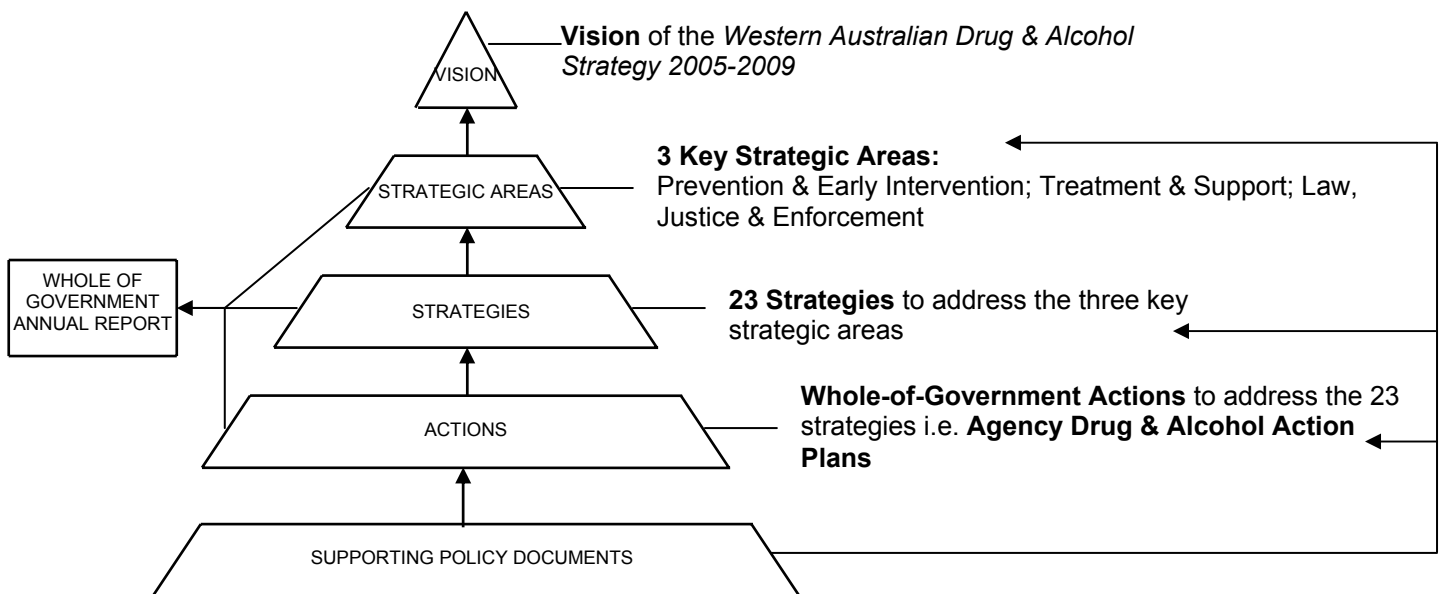 VISION
Vision of the Western Australian Drug & Alcohol
Strategy 2005-2009
STRATEGIC AREAS
3 Key Strategic Areas:
Prevention & Early Intervention; Treatment & Support; Law,
Justice & Enforcement
WHOLE OF
GOVERNMENT
ANNUAL REPORT
STRATEGIES
23 Strategies to address the three key
strategic areas
ACTIONS
Whole-of-Government Actions to address the 23
strategies i.e. Agency Drug & Alcohol Action
Plans
SUPPORTING POLICY DOCUMENTS